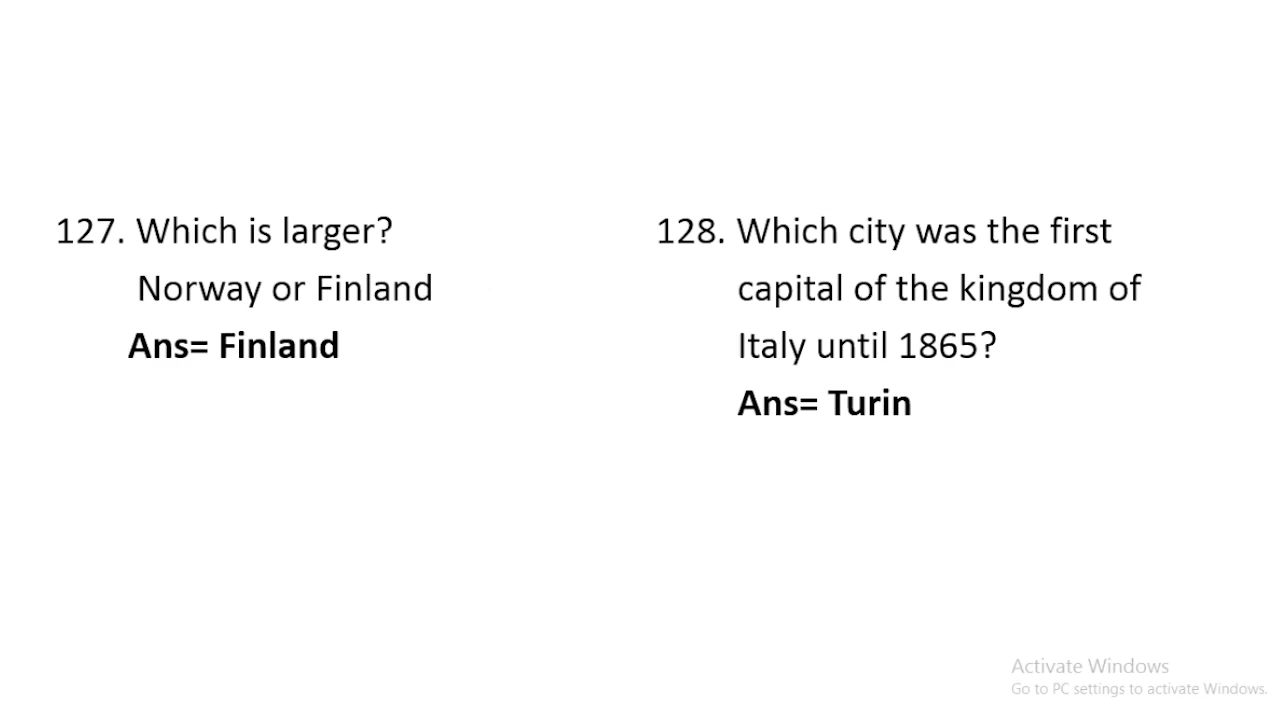 127. Which is larger?
Norway or Finland
Ans= Finland
128. Which city was the first
capital of the kingdom of
Italy until 1865?
Ans= Turin
Activate Windows
Go to PC settings to activate Windows.